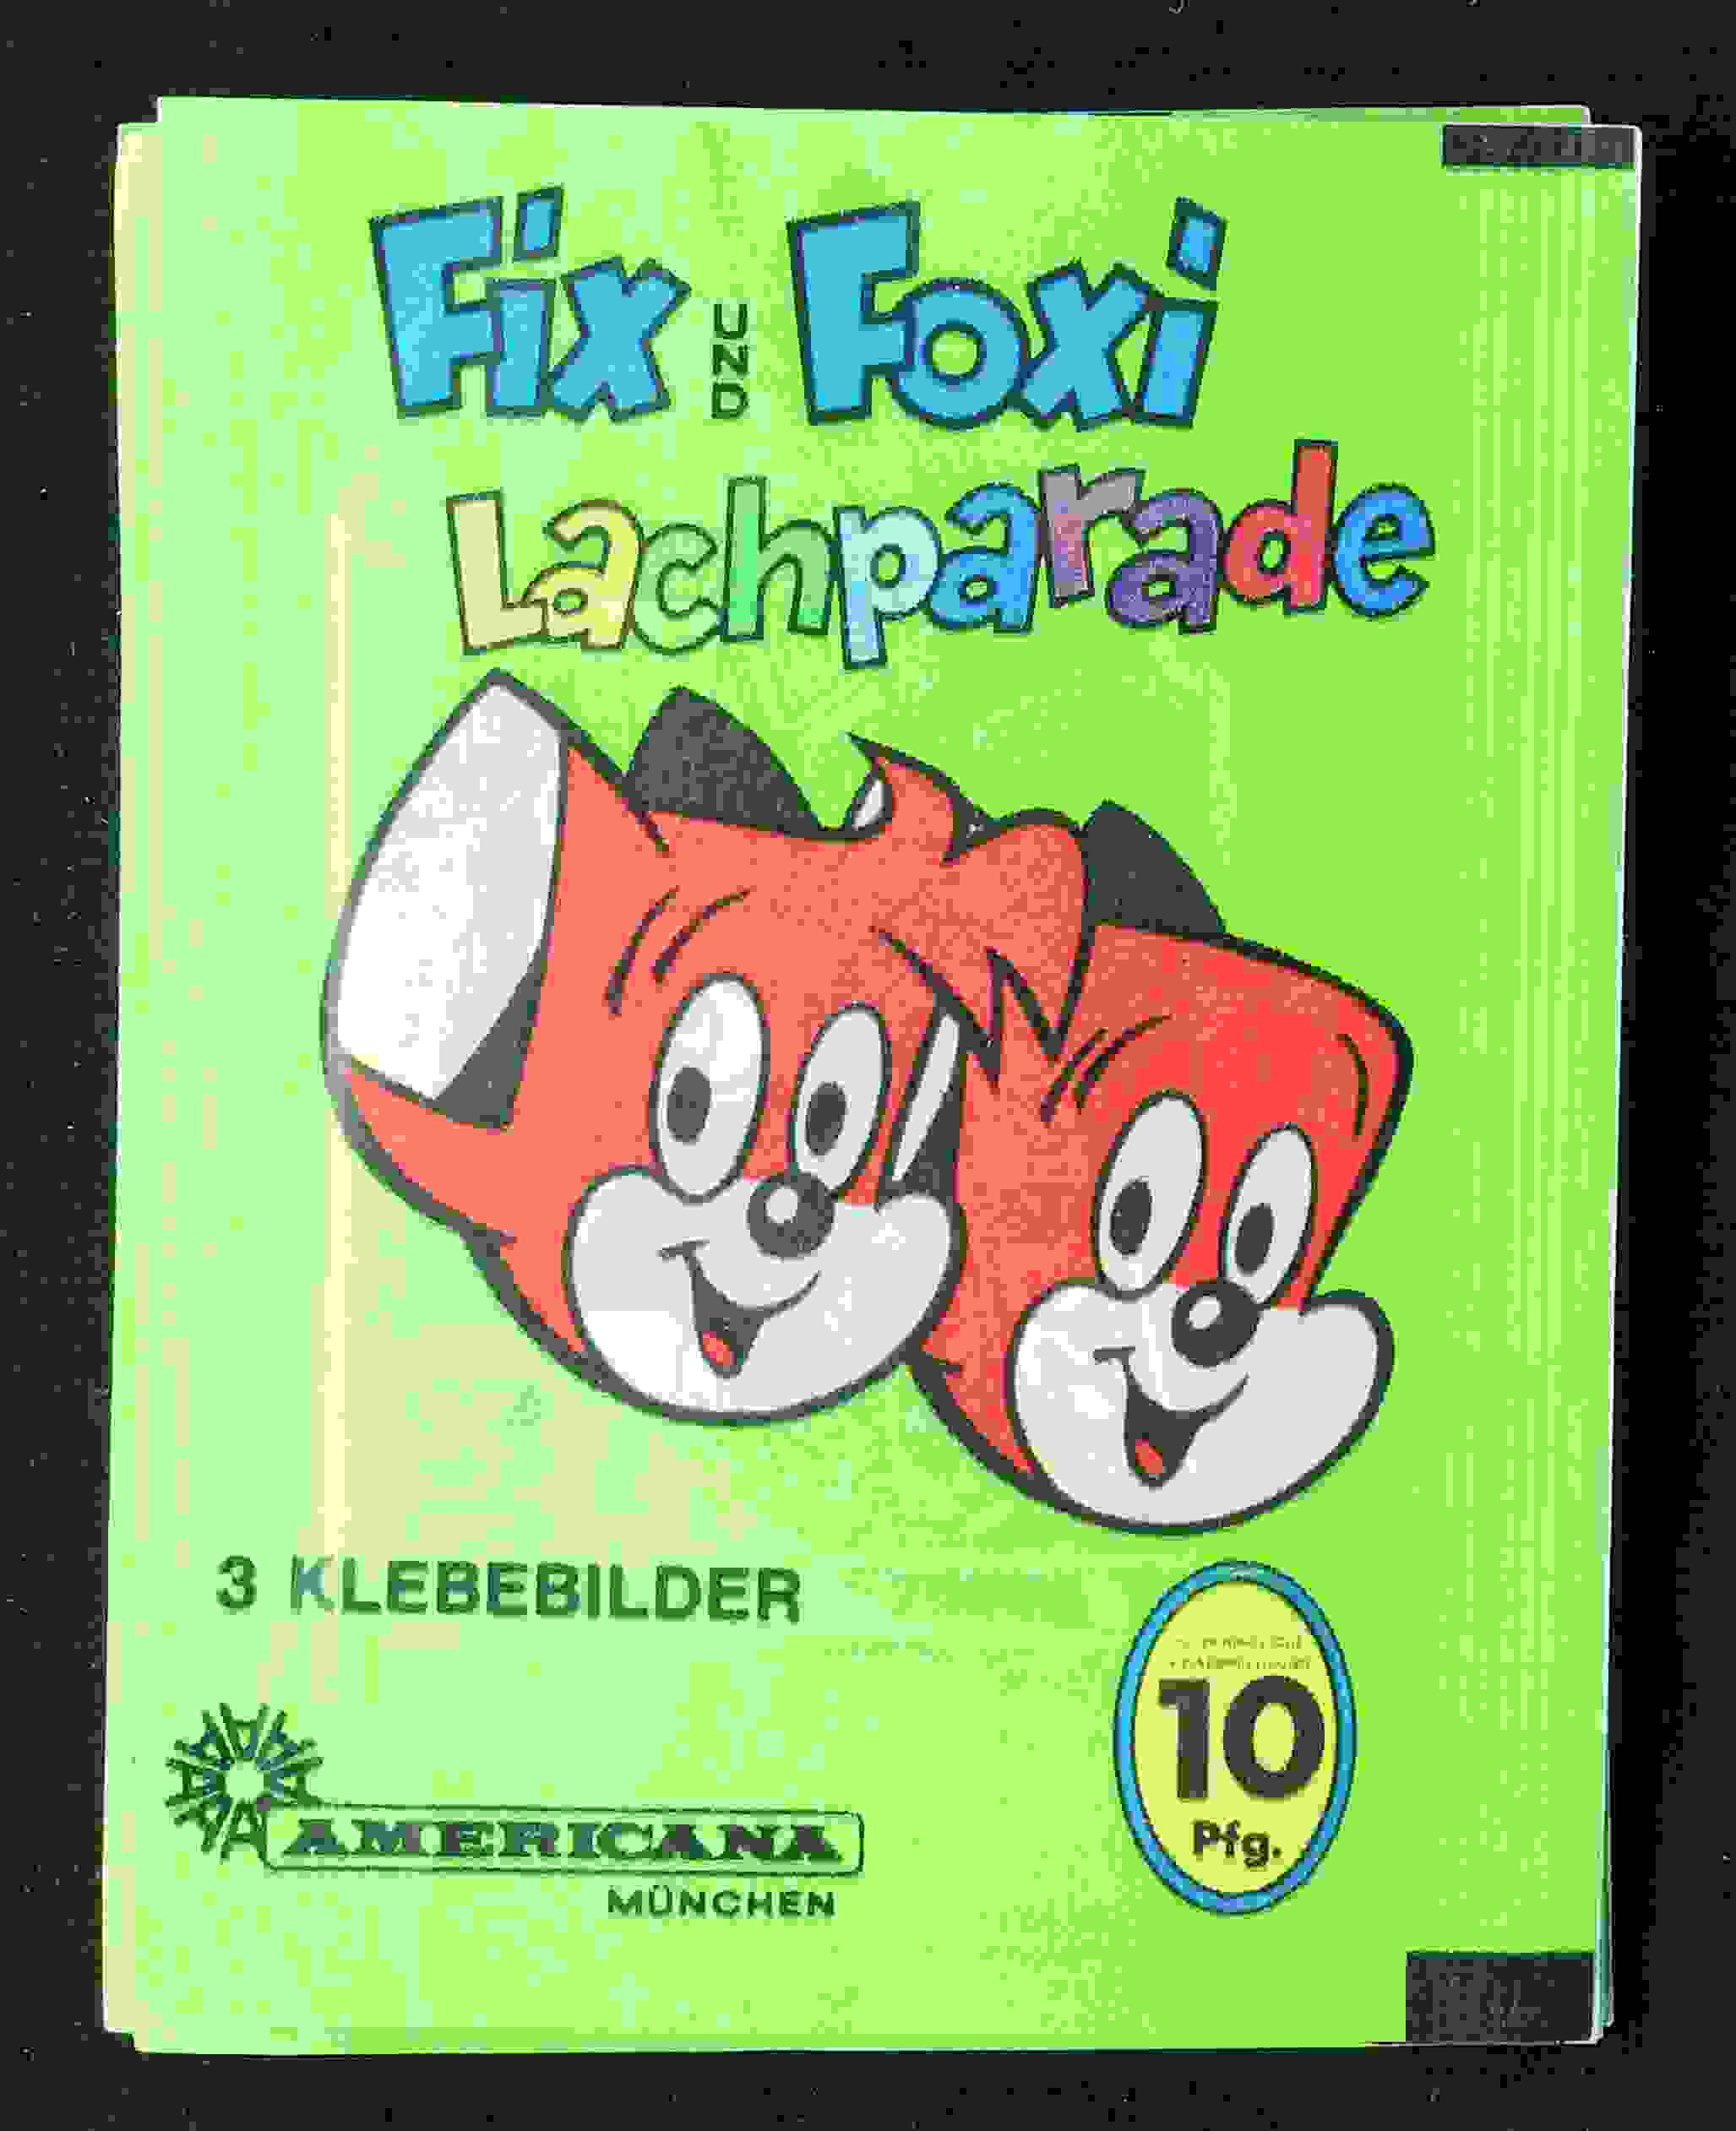 Fix UND Foxi
Lachparade
3 KLEBEBILDER
10
Pfg.
AMERICANA
MÜNCHEN